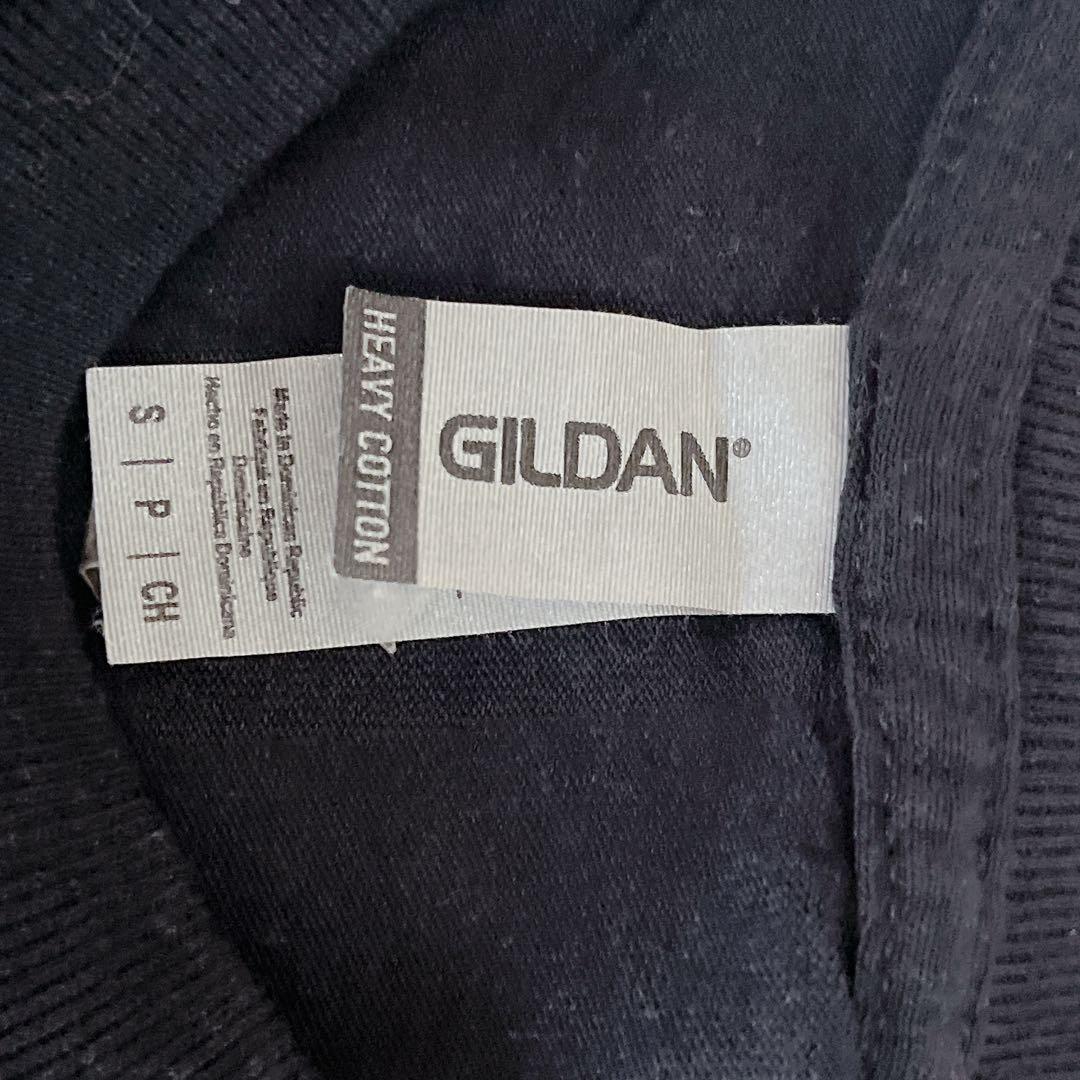 HEAVY COTTON
GILDAN®
Made in Dominican Republic
Fabriqué en République
Dominicaine
Hecho en República Dominicana
S | P | CH